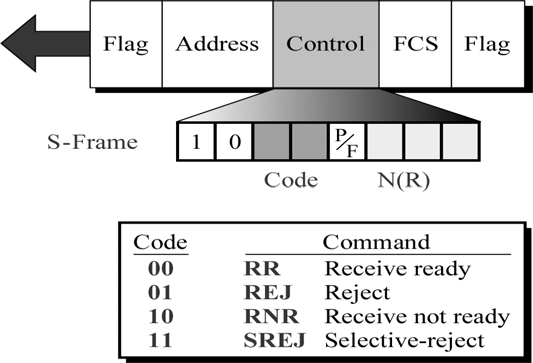 Flag Address Control FCS Flag
S-Frame 1 0 P/F
Code N(R)
Code Command
00 RR Receive ready
01 REJ Reject
10 RNR Receive not ready
11 SREJ Selective-reject